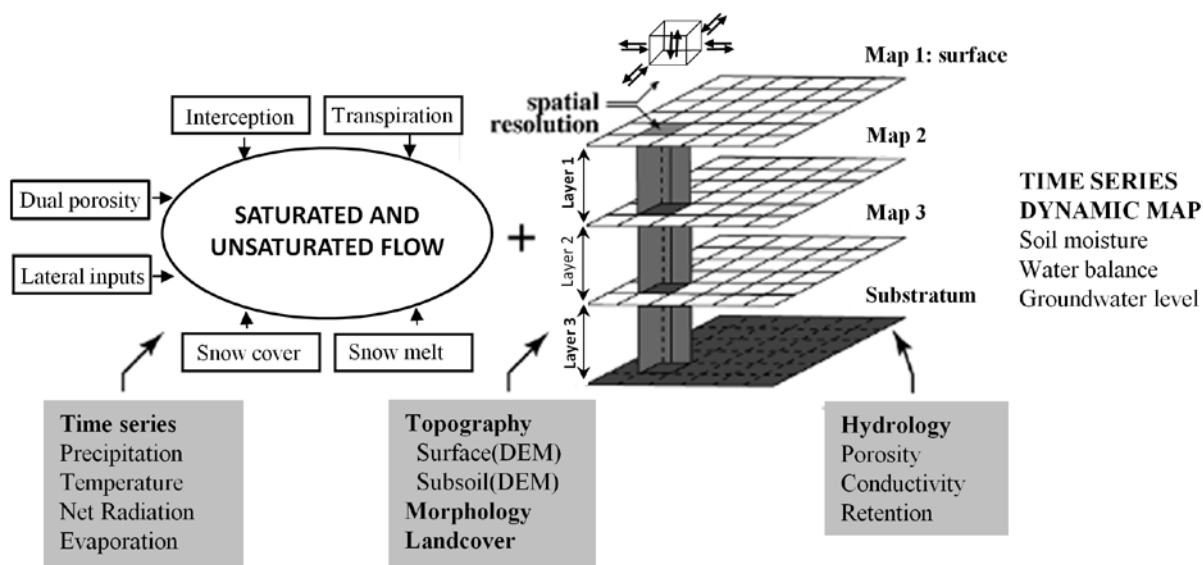 Interception
Transpiration
Dual porosity
Lateral inputs
SATURATED AND
UNSATURATED FLOW
Snow cover
Snow melt
+
spatial
resolution
Map 1: surface
Map 2
Map 3
Substratum
Layer 1
Layer 2
Layer 3
TIME SERIES
DYNAMIC MAP
Soil moisture
Water balance
Groundwater level
Time series
Precipitation
Temperature
Net Radiation
Evaporation
Topography
Surface(DEM)
Subsoil(DEM)
Morphology
Landcover
Hydrology
Porosity
Conductivity
Retention